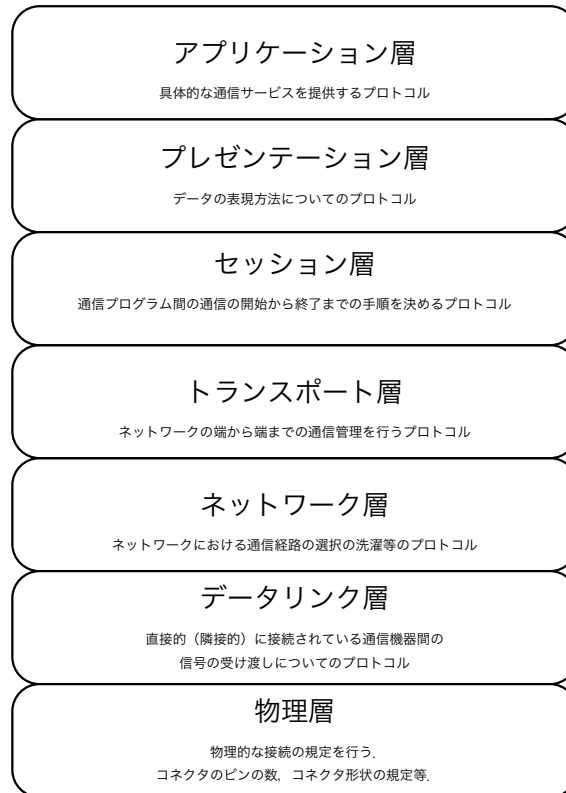 アプリケーション層
具体的な通信サービスを提供するプロトコル
プレゼンテーション層
データの表現方法についてのプロトコル
セッション層
通信プログラム間の通信の開始から終了までの手順を決めるプロトコル
トランスポート層
ネットワークの端から端までの通信管理を行うプロトコル
ネットワーク層
ネットワークにおける通信経路の選択の洗濯等のプロトコル
データリンク層
直接的（隣接的）に接続されている通信機器間の
信号の受け渡しについてのプロトコル
物理層
物理的な接続の規定を行う．
コネクタのピンの数，コネクタ形状の規定等．